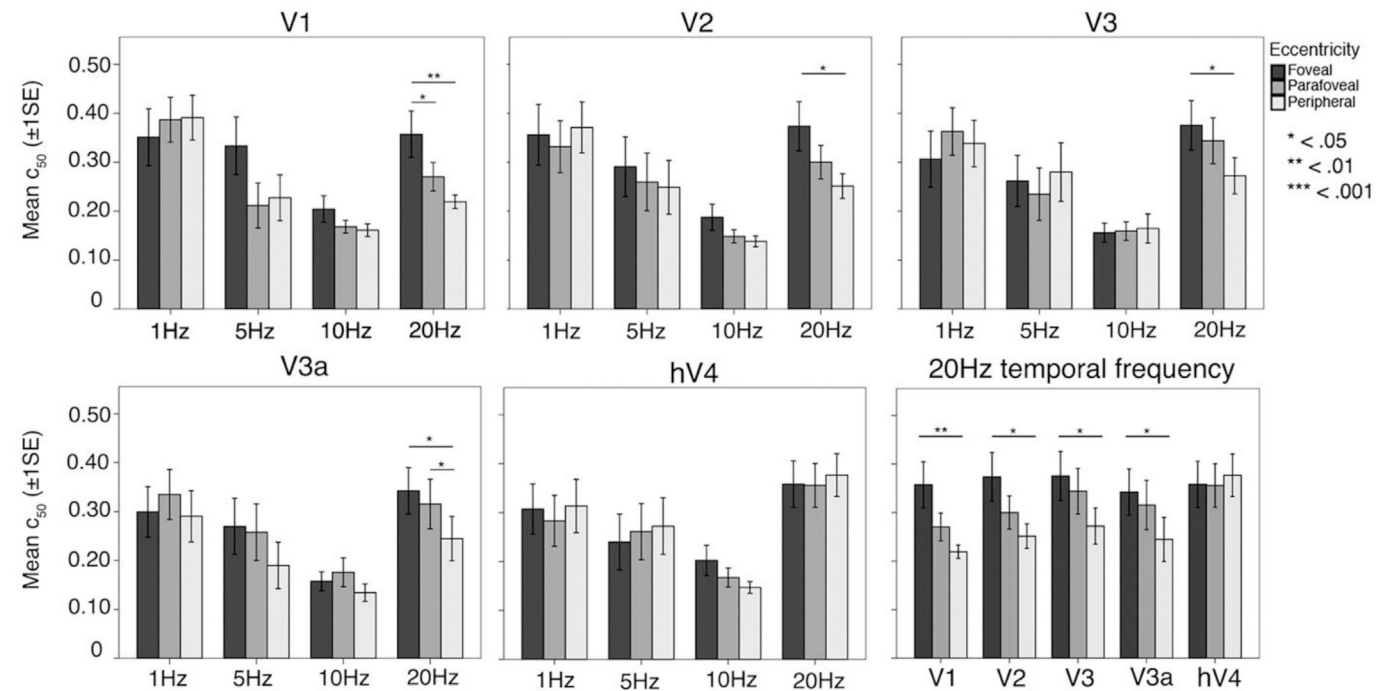 V1
V2
V3
Mean c₅₀ (±1SE)
0.50
0.40
0.30
0.20
0.10
0
**
*
*
*
1Hz 5Hz 10Hz 20Hz
1Hz 5Hz 10Hz 20Hz
1Hz 5Hz 10Hz 20Hz
Eccentricity
Foveal
Parafoveal
Peripheral
* < .05
** < .01
*** < .001
V3a
hV4
20Hz temporal frequency
Mean c₅₀ (±1SE)
0.50
0.40
0.30
0.20
0.10
0
*
*
** * * *
1Hz 5Hz 10Hz 20Hz
1Hz 5Hz 10Hz 20Hz
V1 V2 V3 V3a hV4